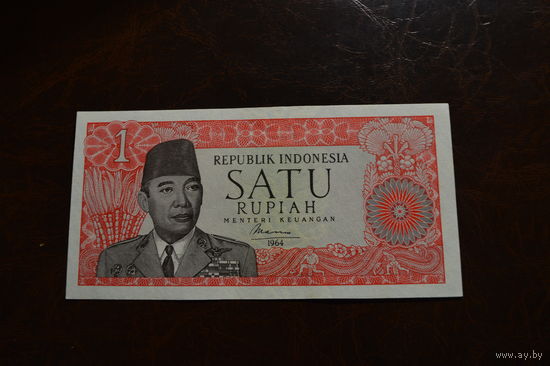 1
REPUBLIK INDONESIA
SATU
RUPIAH
MENTERI KEUANGAN
1964
www.ay.by